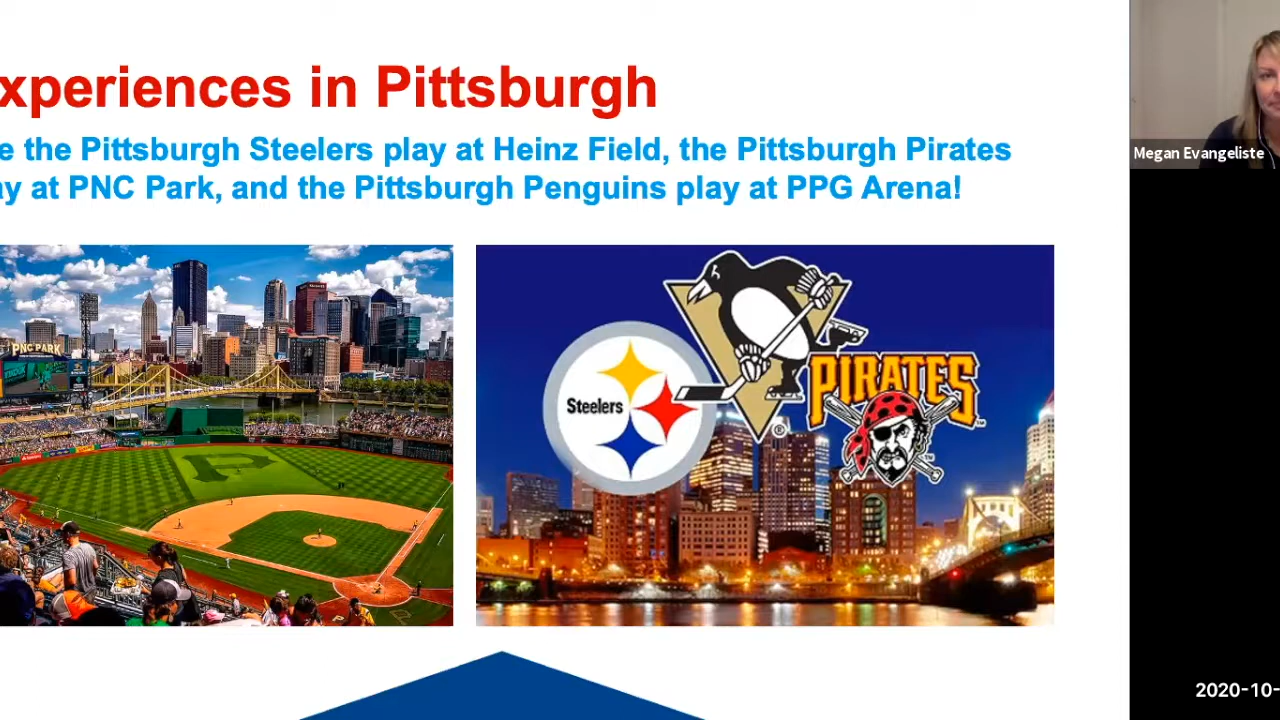 xperiences in Pittsburgh
e the Pittsburgh Steelers play at Heinz Field, the Pittsburgh Pirates
ay at PNC Park, and the Pittsburgh Penguins play at PPG Arena!
Megan Evangeliste
PNC PARK
Steelers
PIRATES
P
2020-10-